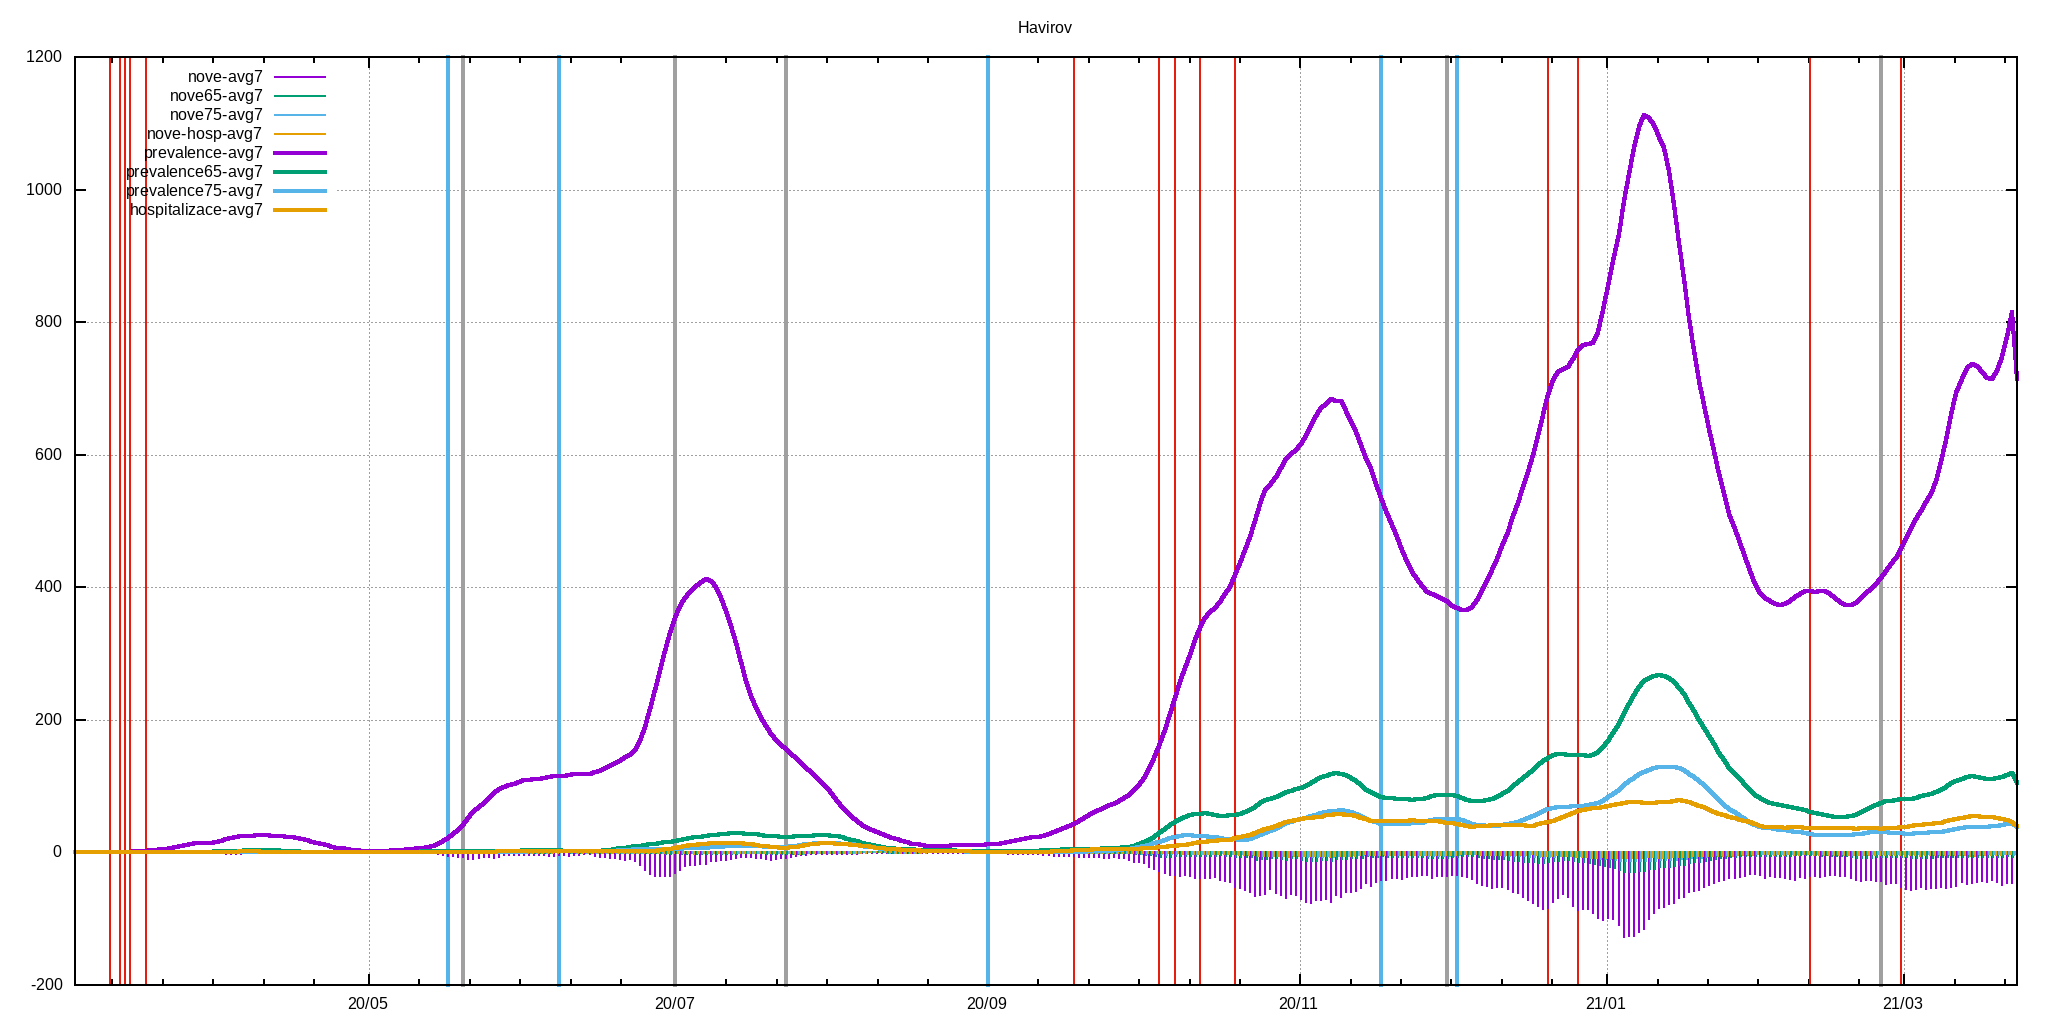 Havirov
1200
1000
800
600
400
200
0
-200
nove-avg7
nove65-avg7
nove75-avg7
nove-hosp-avg7
prevalence-avg7
prevalence65-avg7
prevalence75-avg7
hospitalizace-avg7
20/05
20/07
20/09
20/11
21/01
21/03